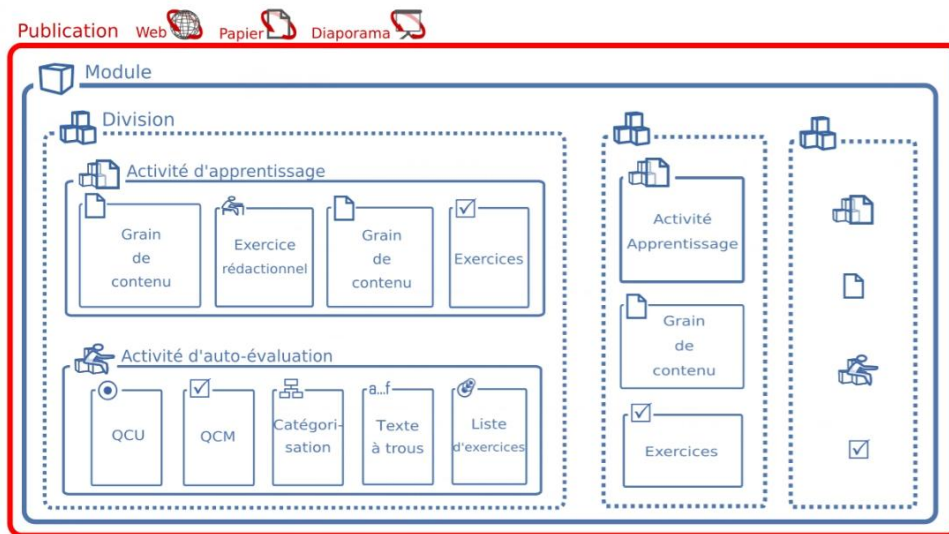 Publication Web Papier Diaporama
Module
Division
Activité d'apprentissage
Grain
de
contenu
Exercice
rédactionnel
Grain
de
contenu
Exercices
Activité d'auto-évaluation
QCU
QCM
Catégori-
sation
a...f
Texte
à trous
Liste
d'exercices
Activité
Apprentissage
Grain
de
contenu
Exercices